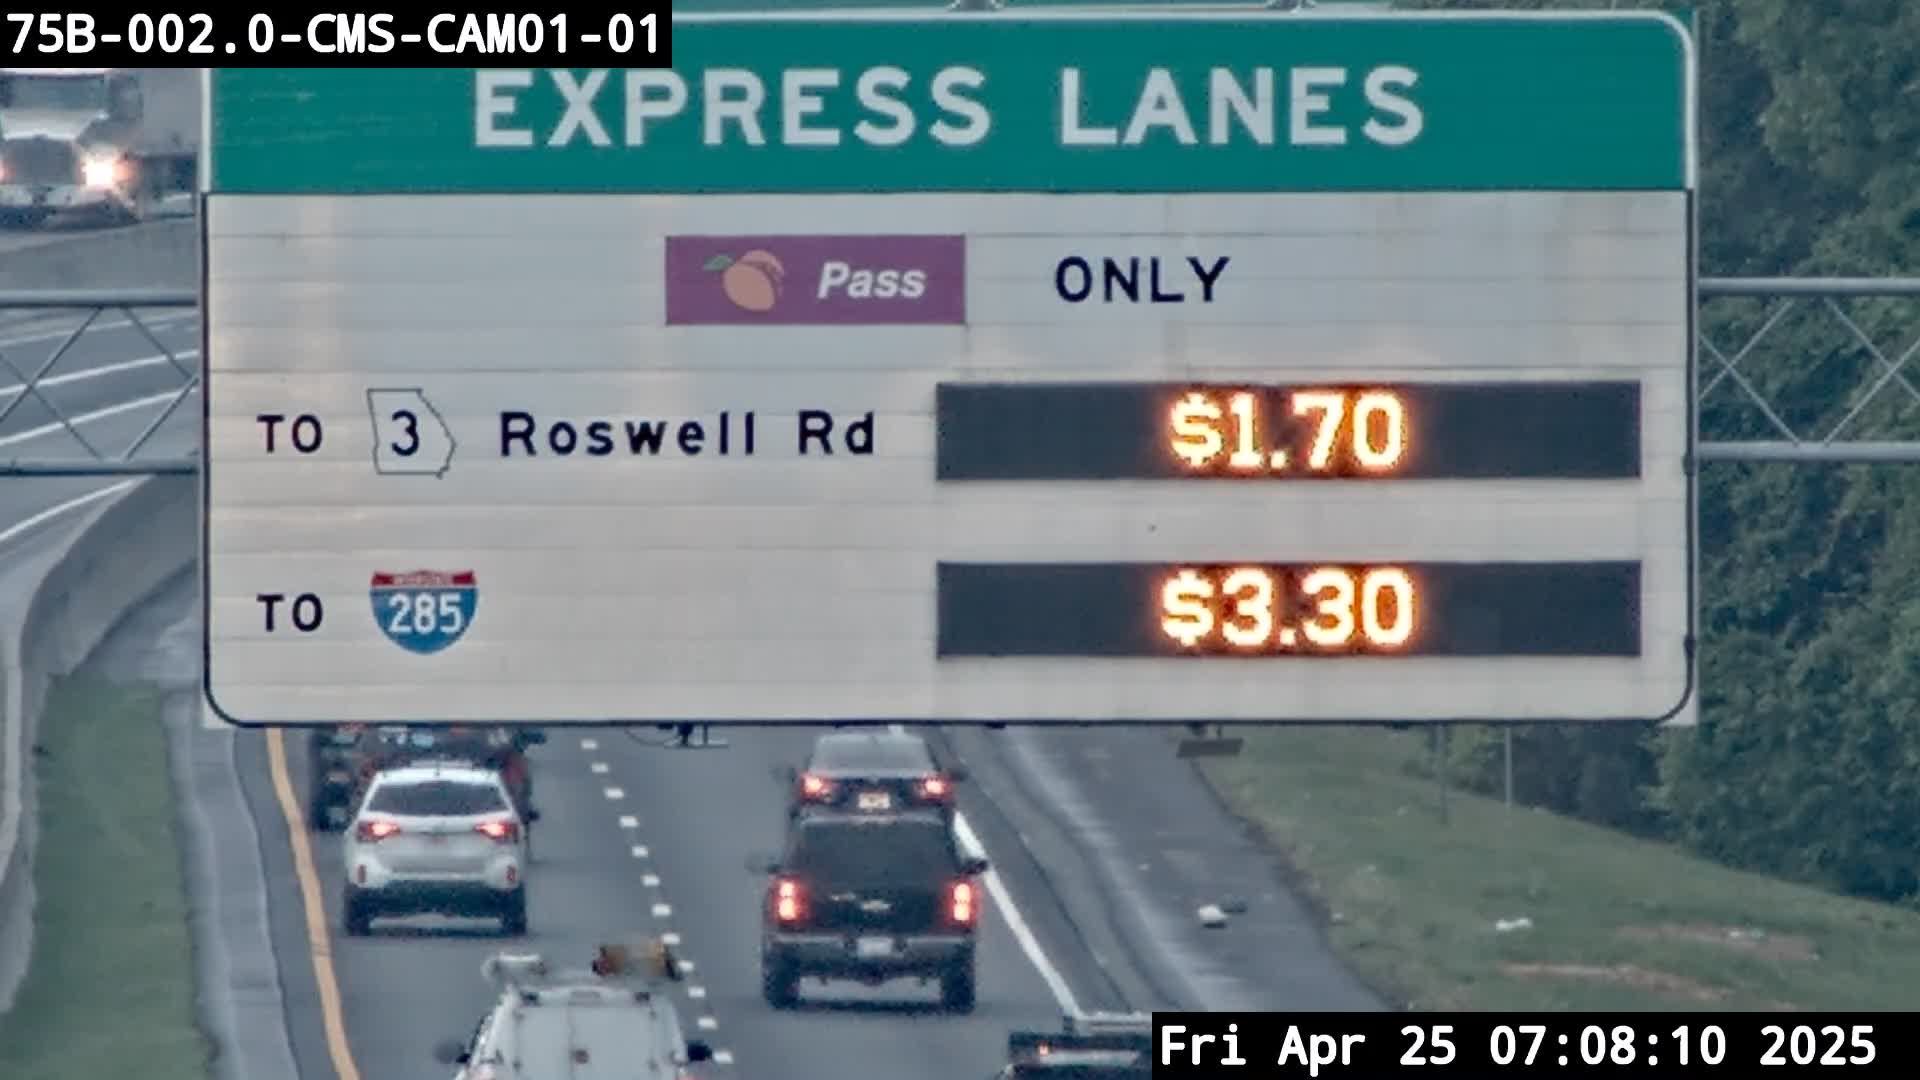 75B-002.0-CMS-CAM01-01
EXPRESS LANES
Pass ONLY
TO 3 Roswell Rd $1.70
TO 285 $3.30
Fri Apr 25 07:08:10 2025